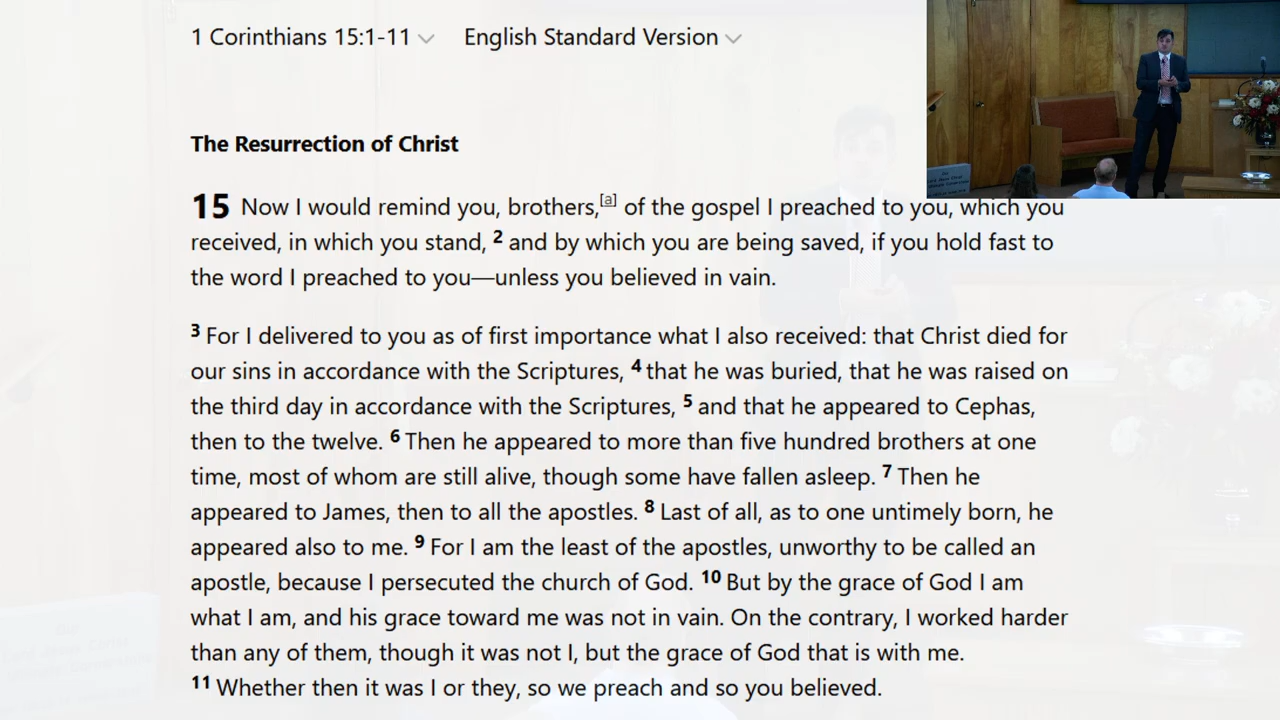 1 Corinthians 15:1-11 English Standard Version
The Resurrection of Christ
15 Now I would remind you, brothers,[a] of the gospel I preached to you, which you
received, in which you stand, 2 and by which you are being saved, if you hold fast to
the word I preached to you—unless you believed in vain.
3 For I delivered to you as of first importance what I also received: that Christ died for
our sins in accordance with the Scriptures, 4 that he was buried, that he was raised on
the third day in accordance with the Scriptures, 5 and that he appeared to Cephas,
then to the twelve. 6 Then he appeared to more than five hundred brothers at one
time, most of whom are still alive, though some have fallen asleep. 7 Then he
appeared to James, then to all the apostles. 8 Last of all, as to one untimely born, he
appeared also to me. 9 For I am the least of the apostles, unworthy to be called an
apostle, because I persecuted the church of God. 10 But by the grace of God I am
what I am, and his grace toward me was not in vain. On the contrary, I worked harder
than any of them, though it was not I, but the grace of God that is with me.
11 Whether then it was I or they, so we preach and so you believed.